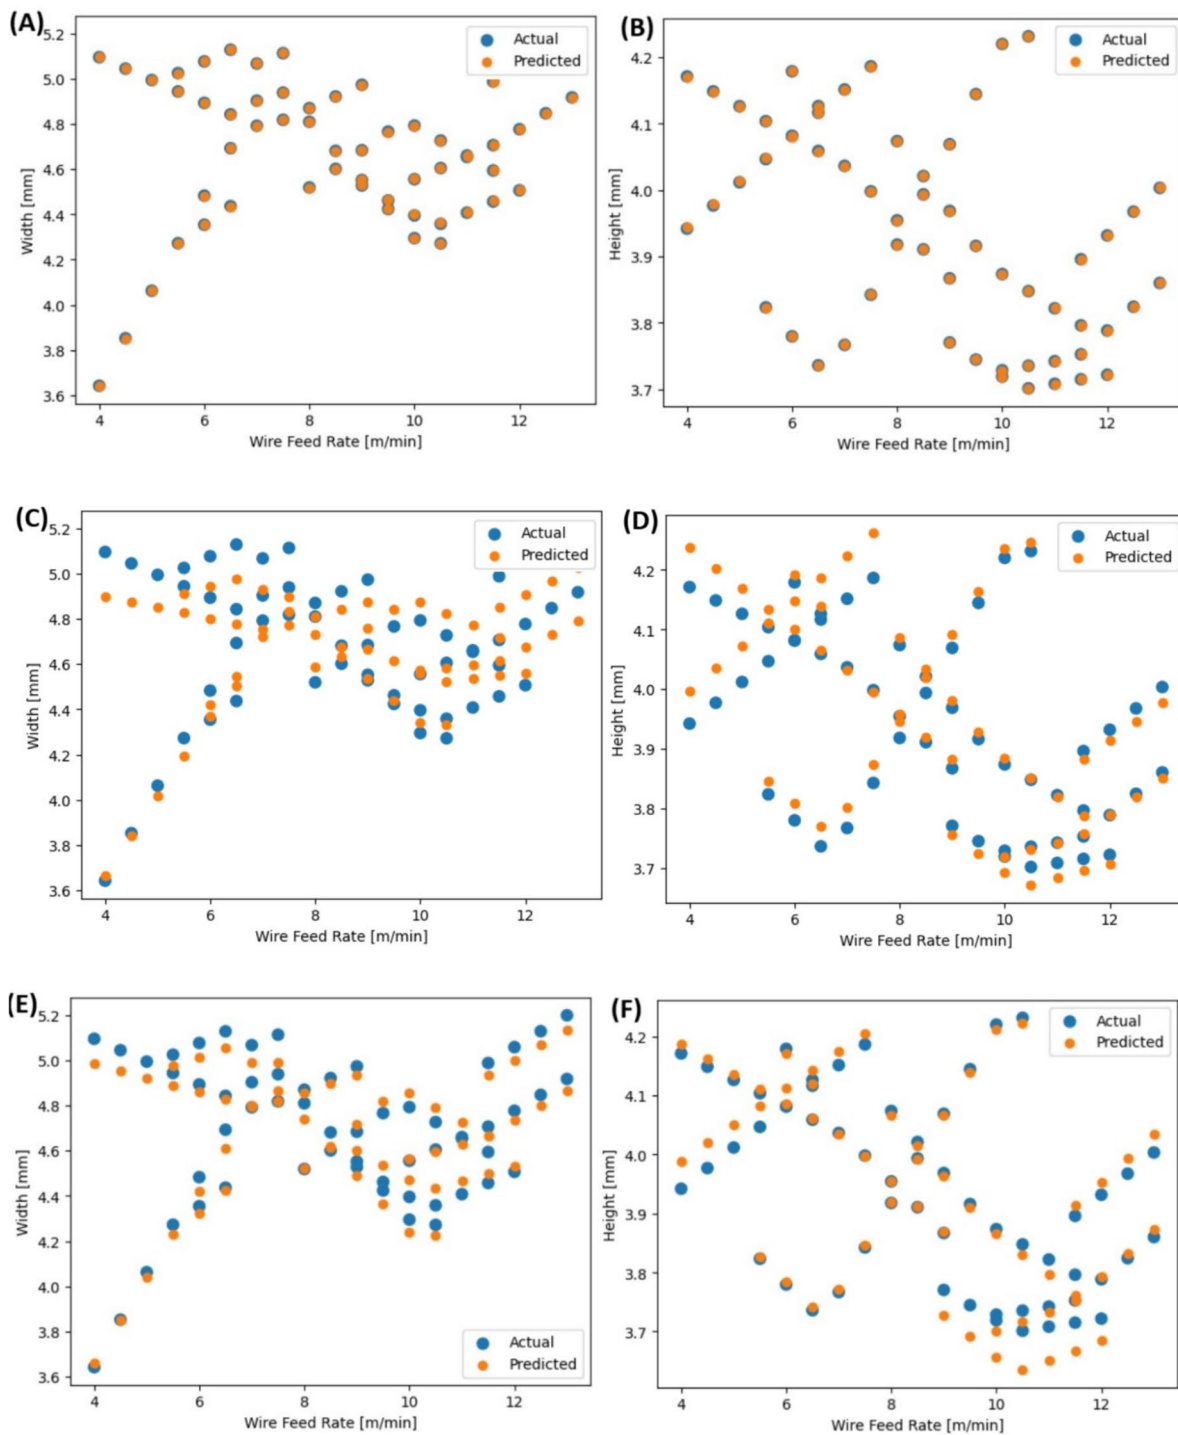 (A)
5.2
5.0
4.8
4.6
4.4
4.2
4.0
3.8
3.6
Width [mm]
Actual
Predicted
4 6 8 10 12
Wire Feed Rate [m/min]
(B)
4.2
4.1
4.0
3.9
3.8
3.7
Height [mm]
Actual
Predicted
4 6 8 10 12
Wire Feed Rate [m/min]
(C)
5.2
5.0
4.8
4.6
4.4
4.2
4.0
3.8
3.6
Width [mm]
Actual
Predicted
4 6 8 10 12
Wire Feed Rate [m/min]
(D)
4.2
4.1
4.0
3.9
3.8
3.7
Height [mm]
Actual
Predicted
4 6 8 10 12
Wire Feed Rate [m/min]
(E)
5.2
5.0
4.8
4.6
4.4
4.2
4.0
3.8
3.6
Width [mm]
Actual
Predicted
4 6 8 10 12
Wire Feed Rate [m/min]
(F)
4.2
4.1
4.0
3.9
3.8
3.7
Height [mm]
Actual
Predicted
4 6 8 10 12
Wire Feed Rate [m/min]